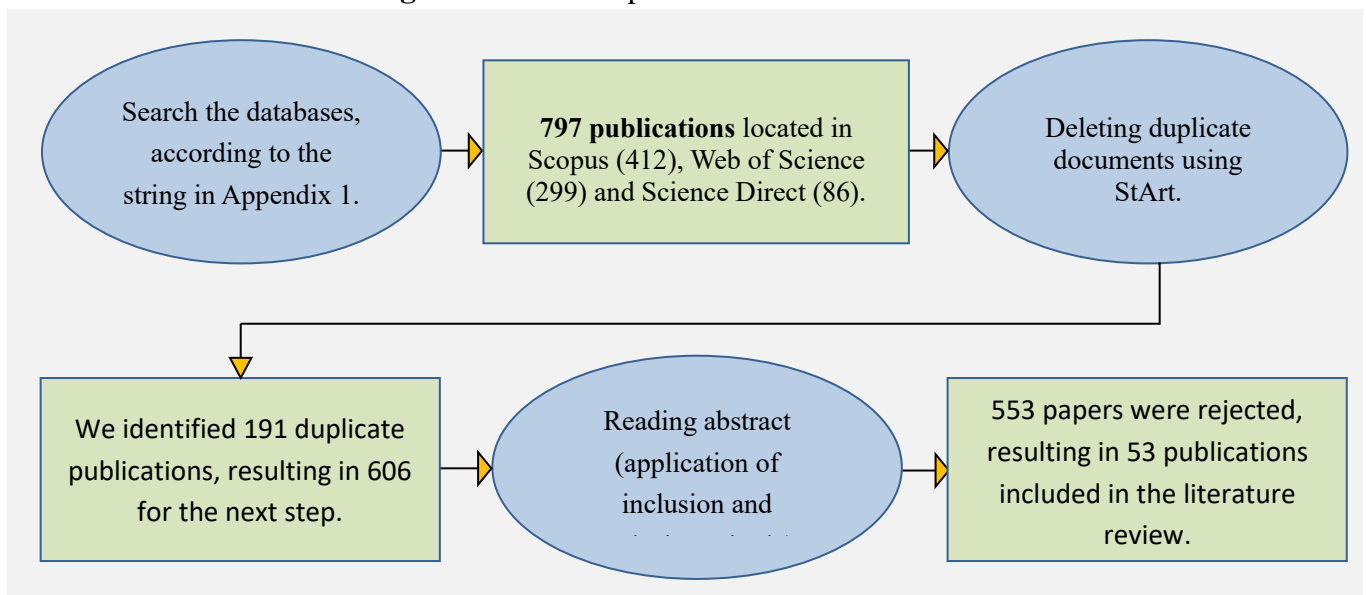 Search the databases,
according to the
string in Appendix 1.
797 publications located in
Scopus (412), Web of Science
(299) and Science Direct (86).
Deleting duplicate
documents using
StArt.
We identified 191 duplicate
publications, resulting in 606
for the next step.
Reading abstract
(application of
inclusion and
553 papers were rejected,
resulting in 53 publications
included in the literature
review.